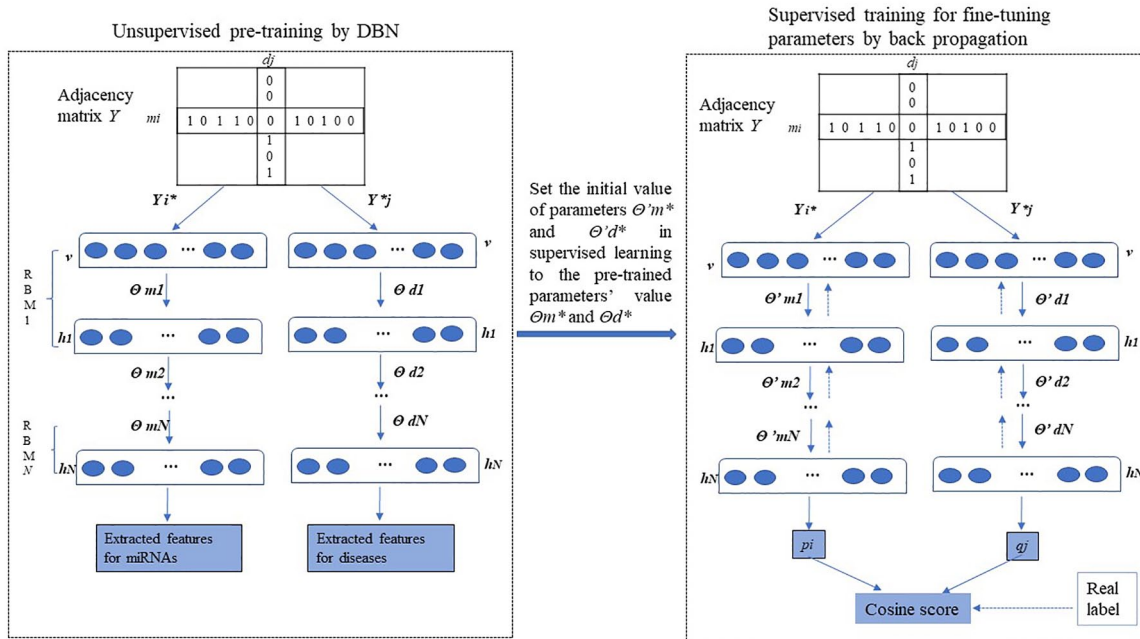 Unsupervised pre-training by DBN
dj
0
0
Adjacency
matrix Y
mi
1 0 1 1 0 0 1 0 1 0 0
1
0
1
Yi*
Y*j
v
v
R
B
M
1
Θ m1
Θ d1
h1
...
...
h1
Θ m2
Θ d2
...
...
R
B
M
N
Θ mN
Θ dN
hN
...
...
hN
Extracted features
for miRNAs
Extracted features
for diseases
Set the initial value
of parameters Θ’m*
and Θ’d* in
supervised learning
to the pre-trained
parameters’ value
Θm* and Θd*
Supervised training for fine-tuning
parameters by back propagation
dj
0
0
Adjacency
matrix Y
mi
1 0 1 1 0 0 1 0 1 0 0
1
0
1
Yi*
Y*j
v
...
...
v
Θ’ m1
Θ’ d1
h1
...
...
h1
Θ’ m2
Θ’ d2
...
...
Θ ’mN
Θ’ dN
hN
...
...
hN
pi
qj
Cosine score
Real
label